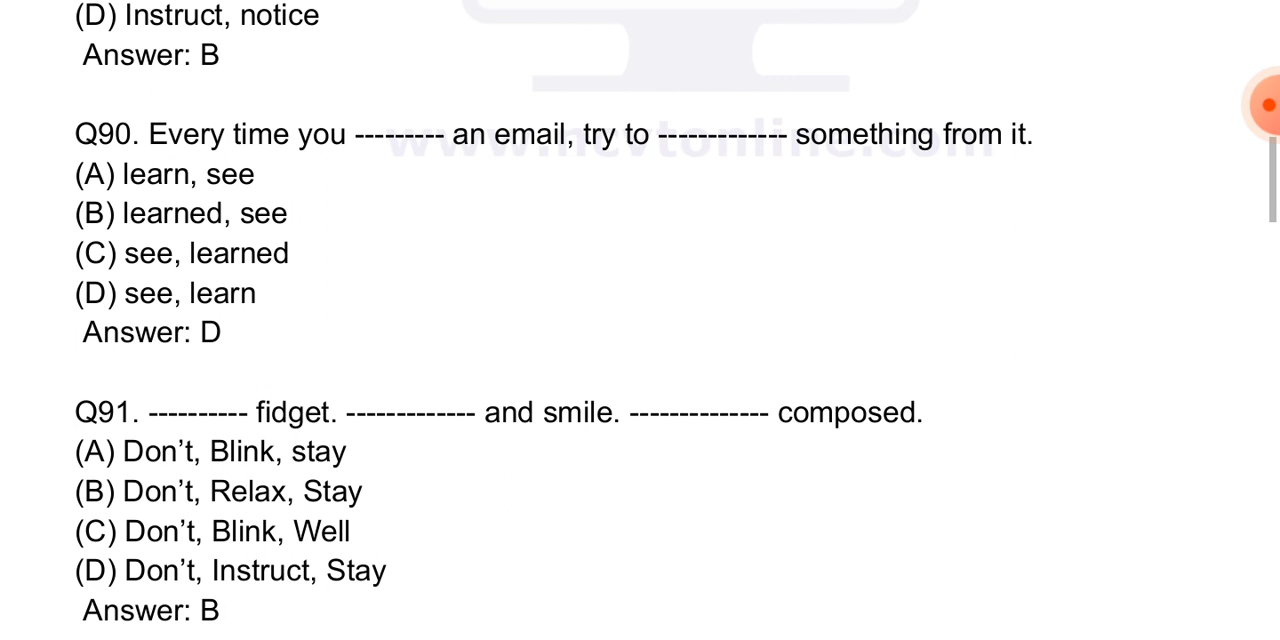 (D) Instruct, notice
Answer: B
Q90. Every time you --------- an email, try to ------------- something from it.
(A) learn, see
(B) learned, see
(C) see, learned
(D) see, learn
Answer: D
Q91. ---------- fidget. ------------- and smile. -------------- composed.
(A) Don’t, Blink, stay
(B) Don’t, Relax, Stay
(C) Don’t, Blink, Well
(D) Don’t, Instruct, Stay
Answer: B